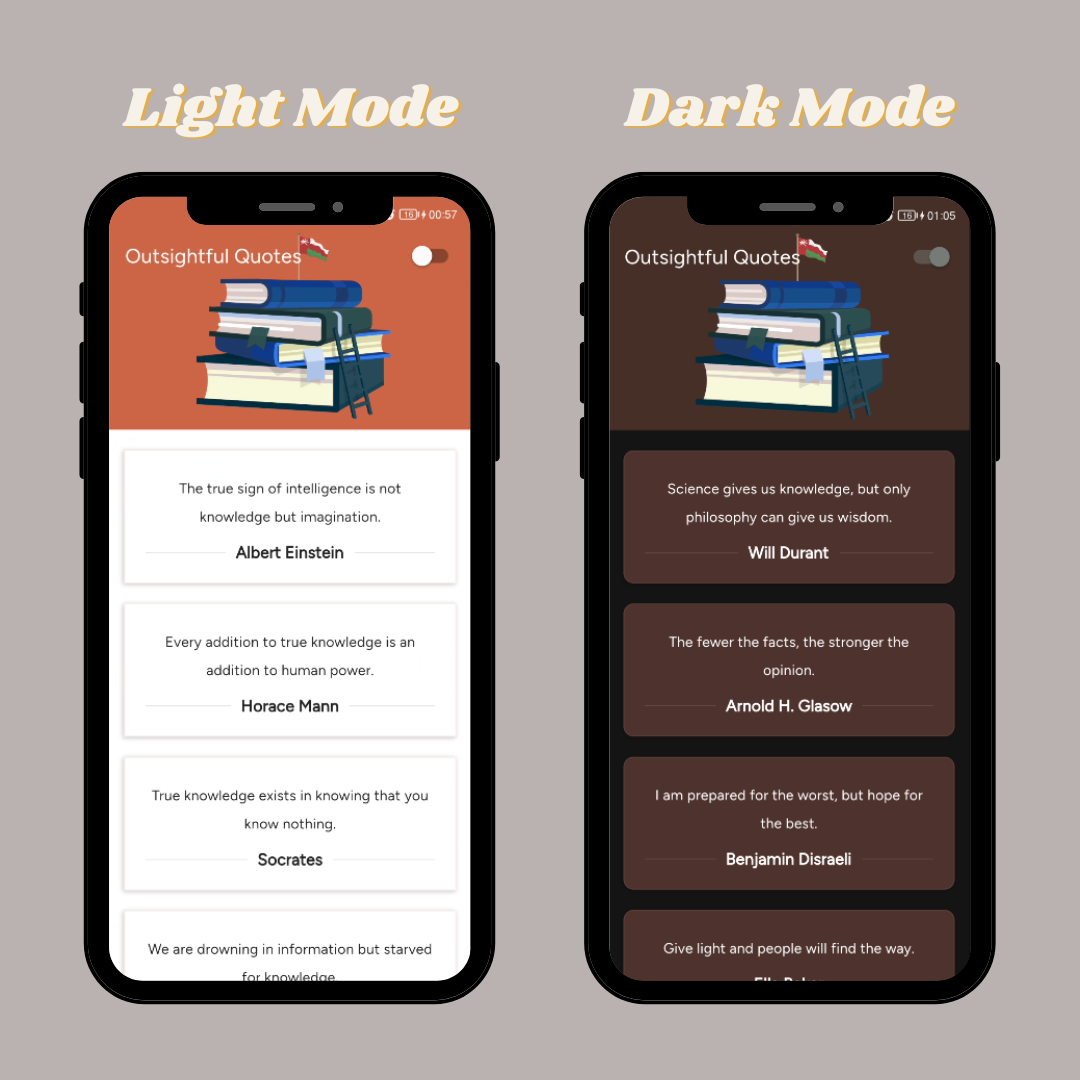 Light Mode
16 00:57
Outsightful Quotes
The true sign of intelligence is not
knowledge but imagination.
Albert Einstein
Every addition to true knowledge is an
addition to human power.
Horace Mann
True knowledge exists in knowing that you
know nothing.
Socrates
We are drowning in information but starved
for knowledge.
Dark Mode
16 01:05
Outsightful Quotes
Science gives us knowledge, but only
philosophy can give us wisdom.
Will Durant
The fewer the facts, the stronger the
opinion.
Arnold H. Glasow
I am prepared for the worst, but hope for
the best.
Benjamin Disraeli
Give light and people will find the way.